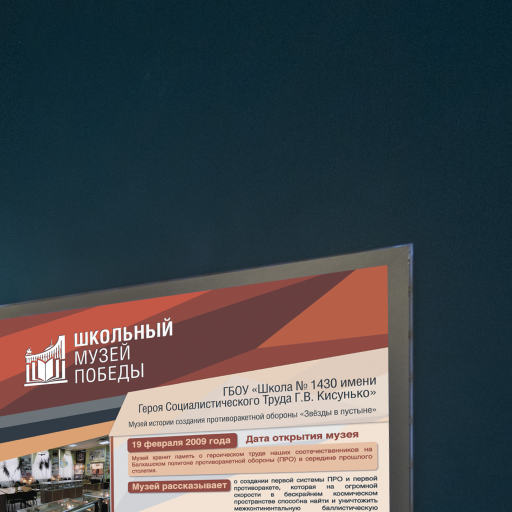 ШКОЛЬНЫЙ
МУЗЕЙ
ПОБЕДЫ
ГБОУ «Школа № 1430 имени
Героя Социалистического Труда Г.В. Кисунько»
Музей истории создания противоракетной обороны «Звёзды в пустыне»
19 февраля 2009 года Дата открытия музея
Музей хранит память о героическом труде наших соотечественников на
Балхашском полигоне противоракетной обороны (ПРО) и середине прошлого
столетия.
Музей рассказывает
о создании первой системы ПРО и первой
противоракете, которая на огромной
скорости в бескрайнем космическом
пространстве способна найти и уничтожить
межконтинентальную баллистическую